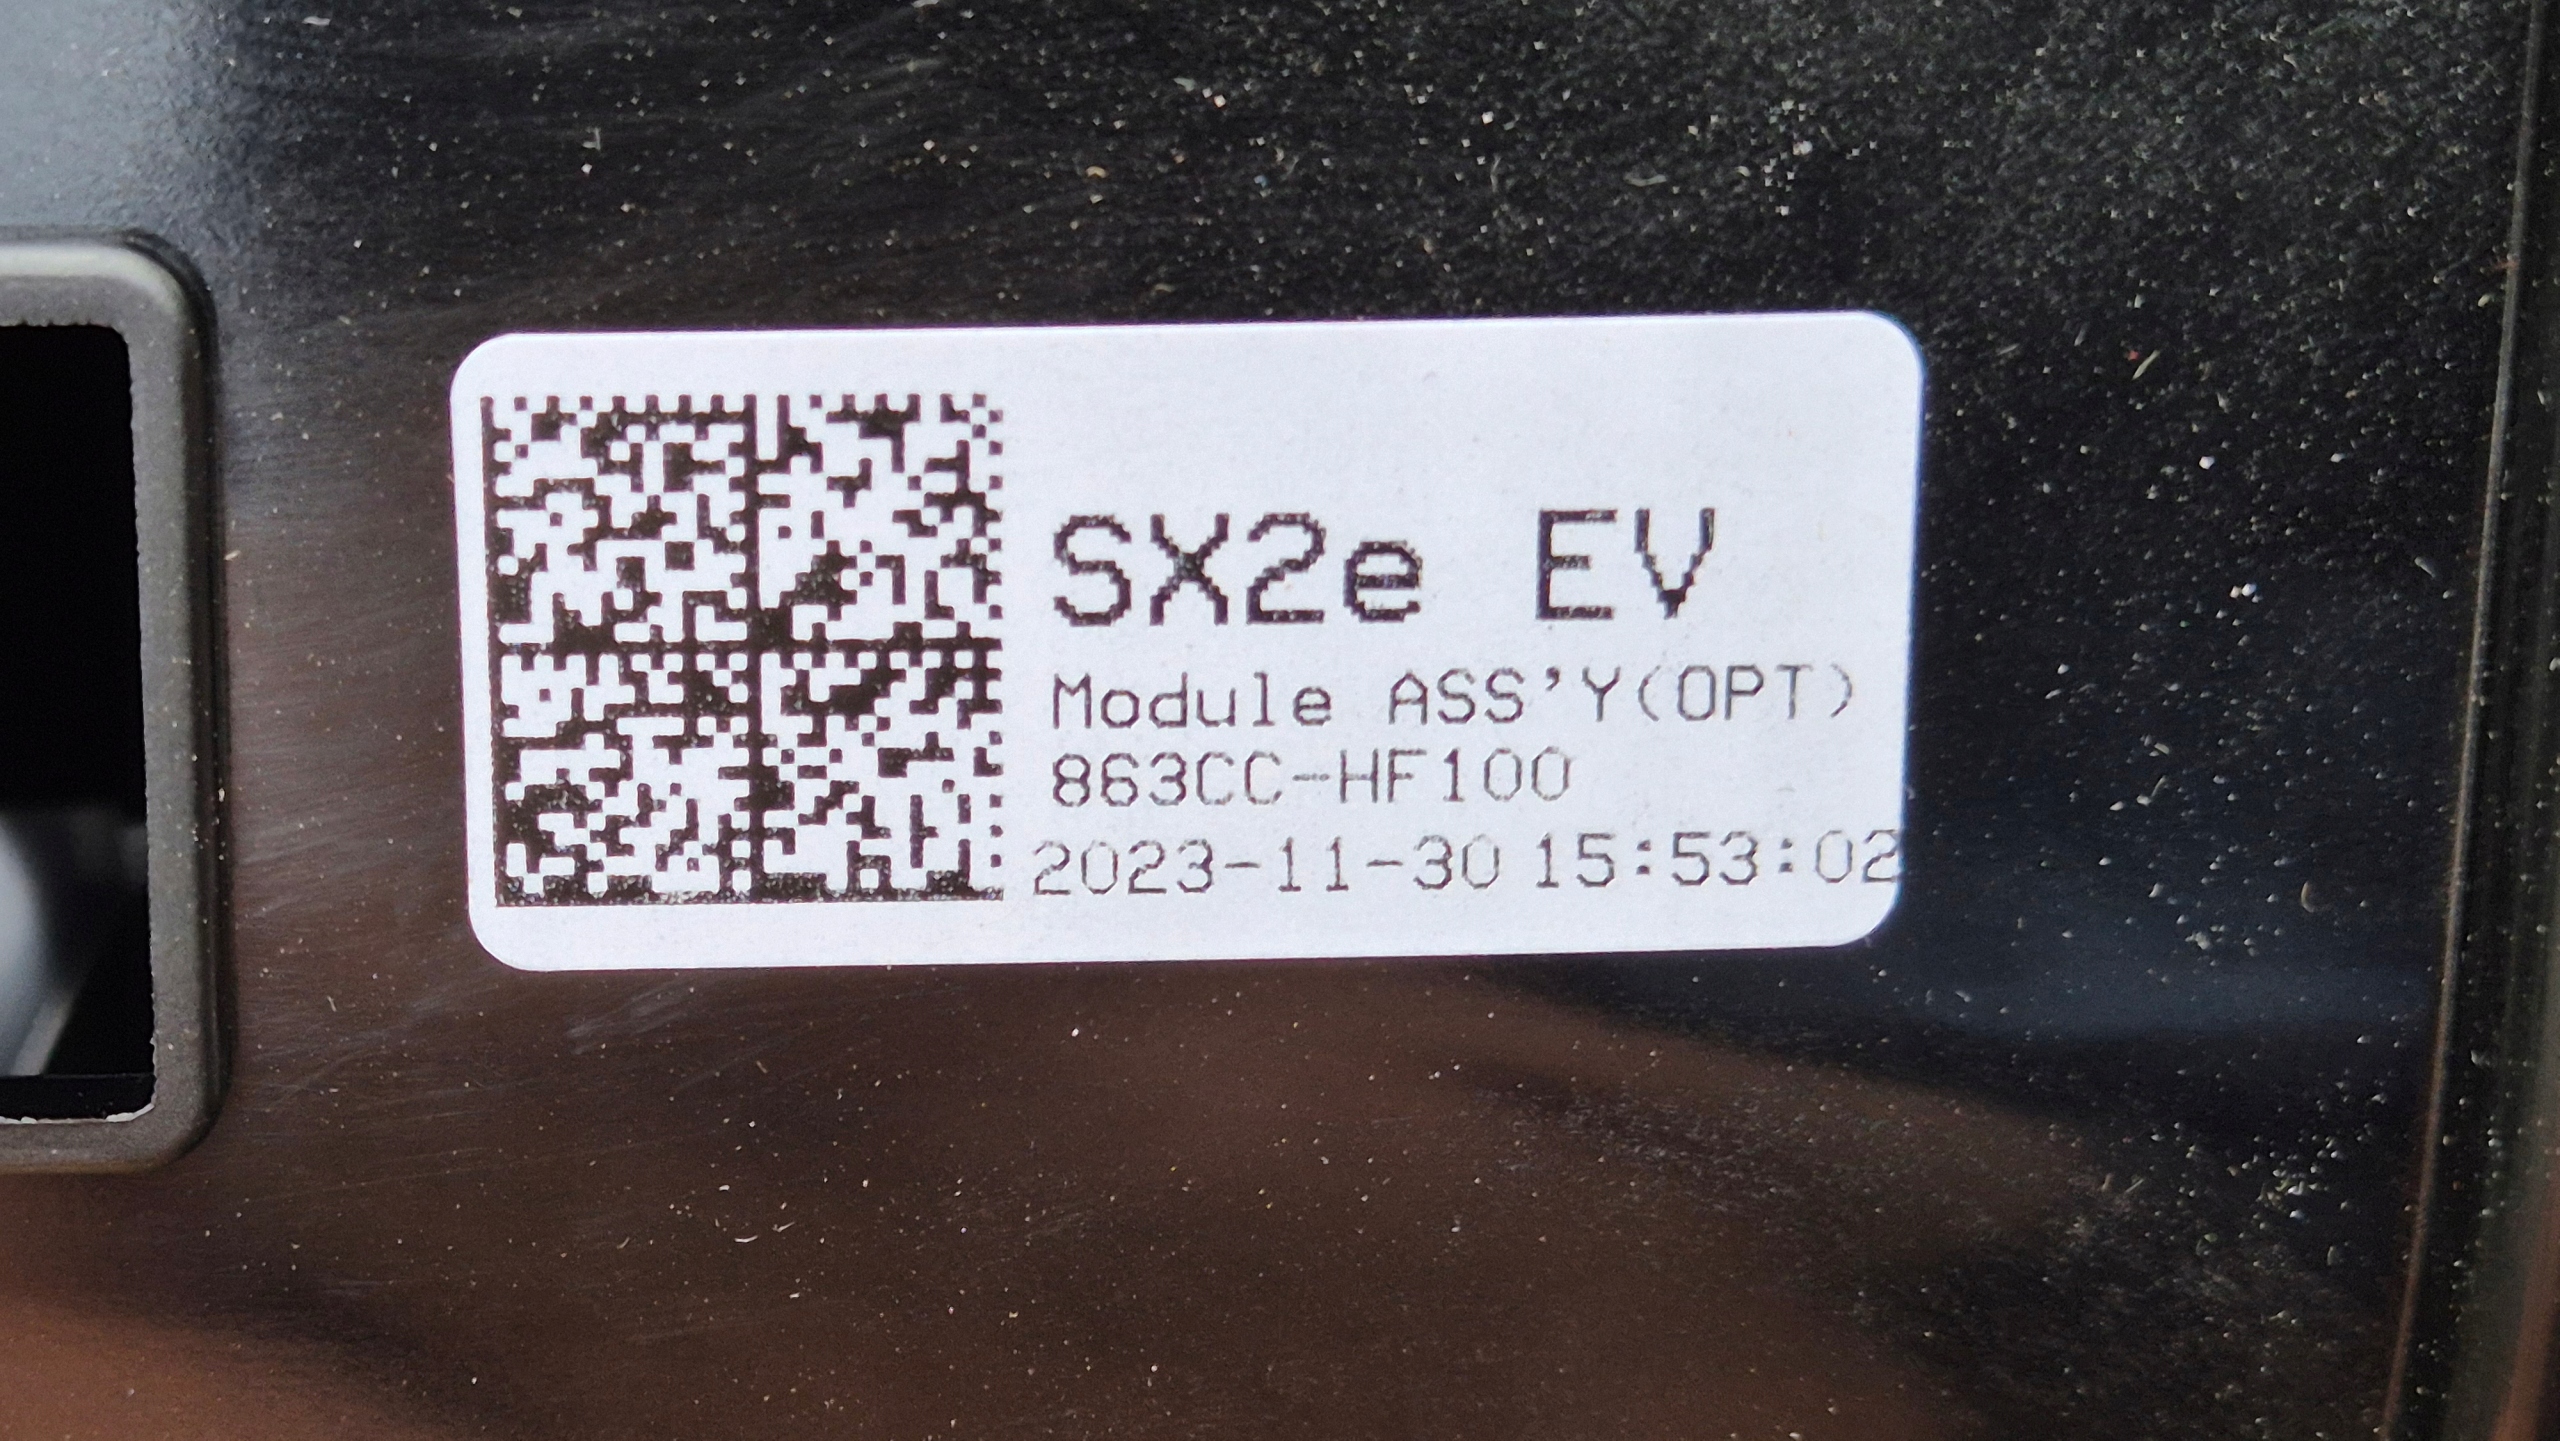 SX2e EV
Module ASS'Y(OPT)
863CC-HF100
2023-11-30 15:53:02